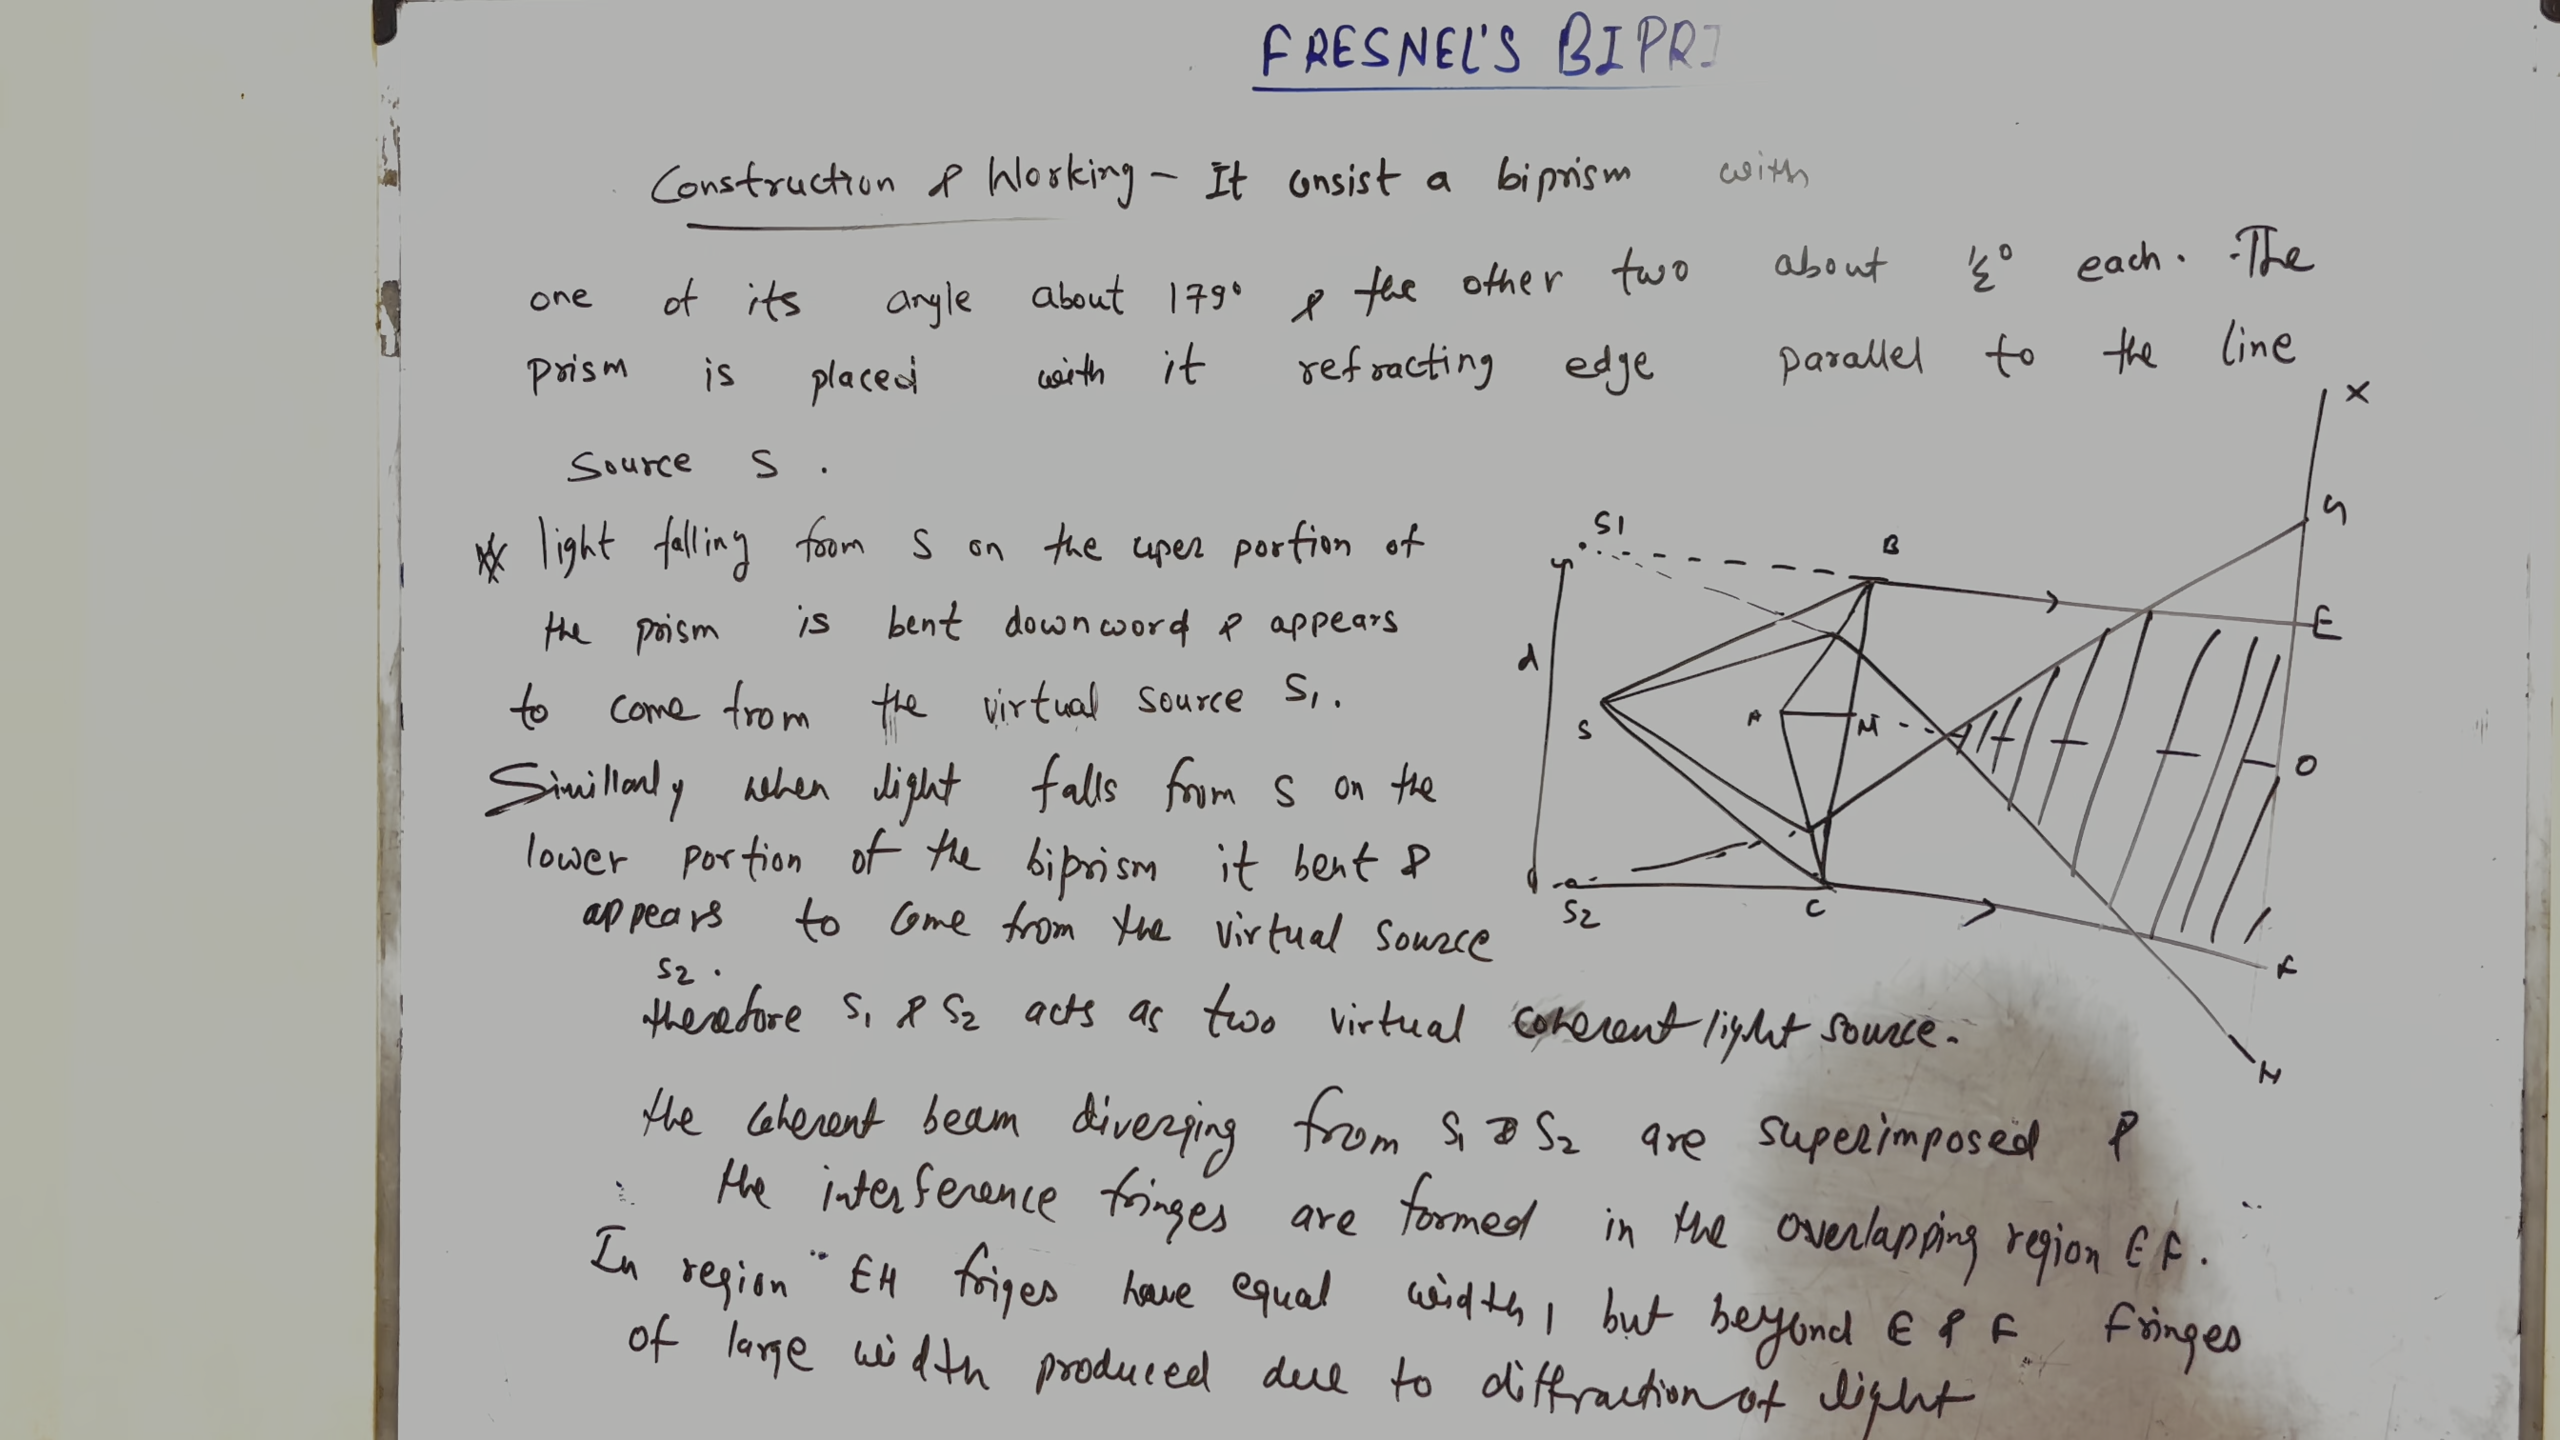 FRESNEL'S BIPRI
Construction & Working - It consist a biprism with
one of its angle about 179° & the other two about ½° each. The
prism is placed with it refracting edge parallel to the line
Source S .
light falling from S on the uper portion of
the prism is bent downword & appears
to come from the virtual source S1.
Simillarly when light falls from S on the
lower portion of the biprism it bent &
appears to come from the virtual source
S2 .
therefore S1 & S2 acts as two virtual coherent light source.
the coherent beam diverging from S1 & S2 are superimposed &
the interference fringes are formed in the overlapping region EF.
In region EH friges have equal width, but beyond E & F fringes
of large width produced due to diffraction of light
X
S1
B
G
E
d
S
A
M
O
S2
C
F
H